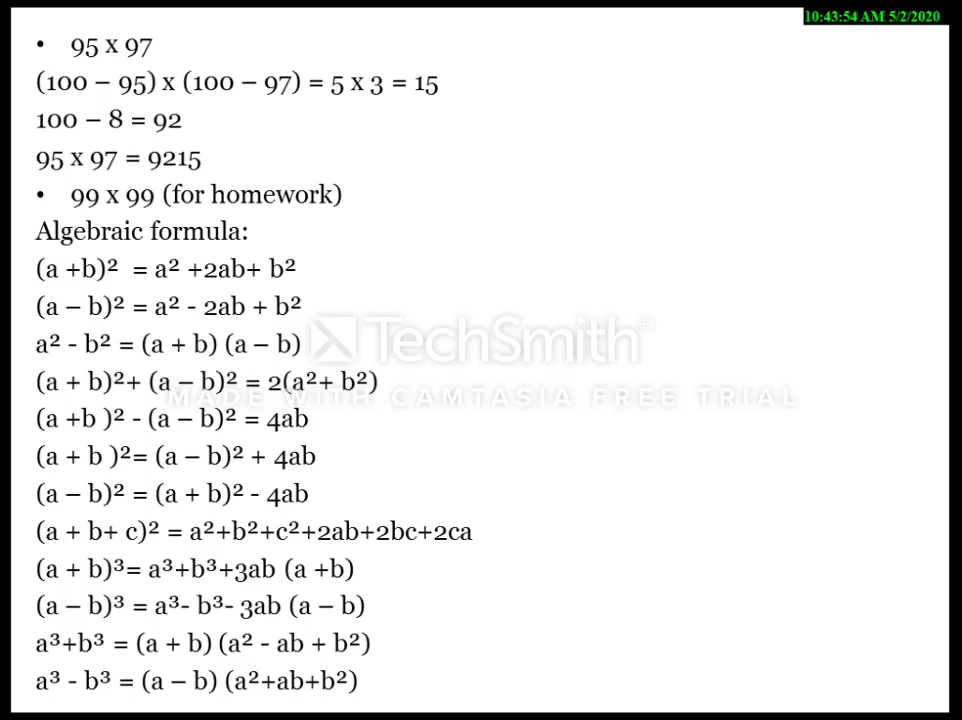 10:43:54 AM 5/2/2020
• 95 x 97
(100 – 95) x (100 – 97) = 5 x 3 = 15
100 – 8 = 92
95 x 97 = 9215
• 99 x 99 (for homework)
Algebraic formula:
(a +b)² = a² +2ab+ b²
(a – b)² = a² - 2ab + b²
a² - b² = (a + b) (a – b)
TechSmith®
(a + b)²+ (a – b)² = 2(a²+ b²)
MADE WITH CAMTASIA FREE TRIAL
(a +b )² - (a – b)² = 4ab
(a + b )²= (a – b)² + 4ab
(a – b)² = (a + b)² - 4ab
(a + b+ c)² = a²+b²+c²+2ab+2bc+2ca
(a + b)³= a³+b³+3ab (a +b)
(a – b)³ = a³- b³- 3ab (a – b)
a³+b³ = (a + b) (a² - ab + b²)
a³ - b³ = (a – b) (a²+ab+b²)